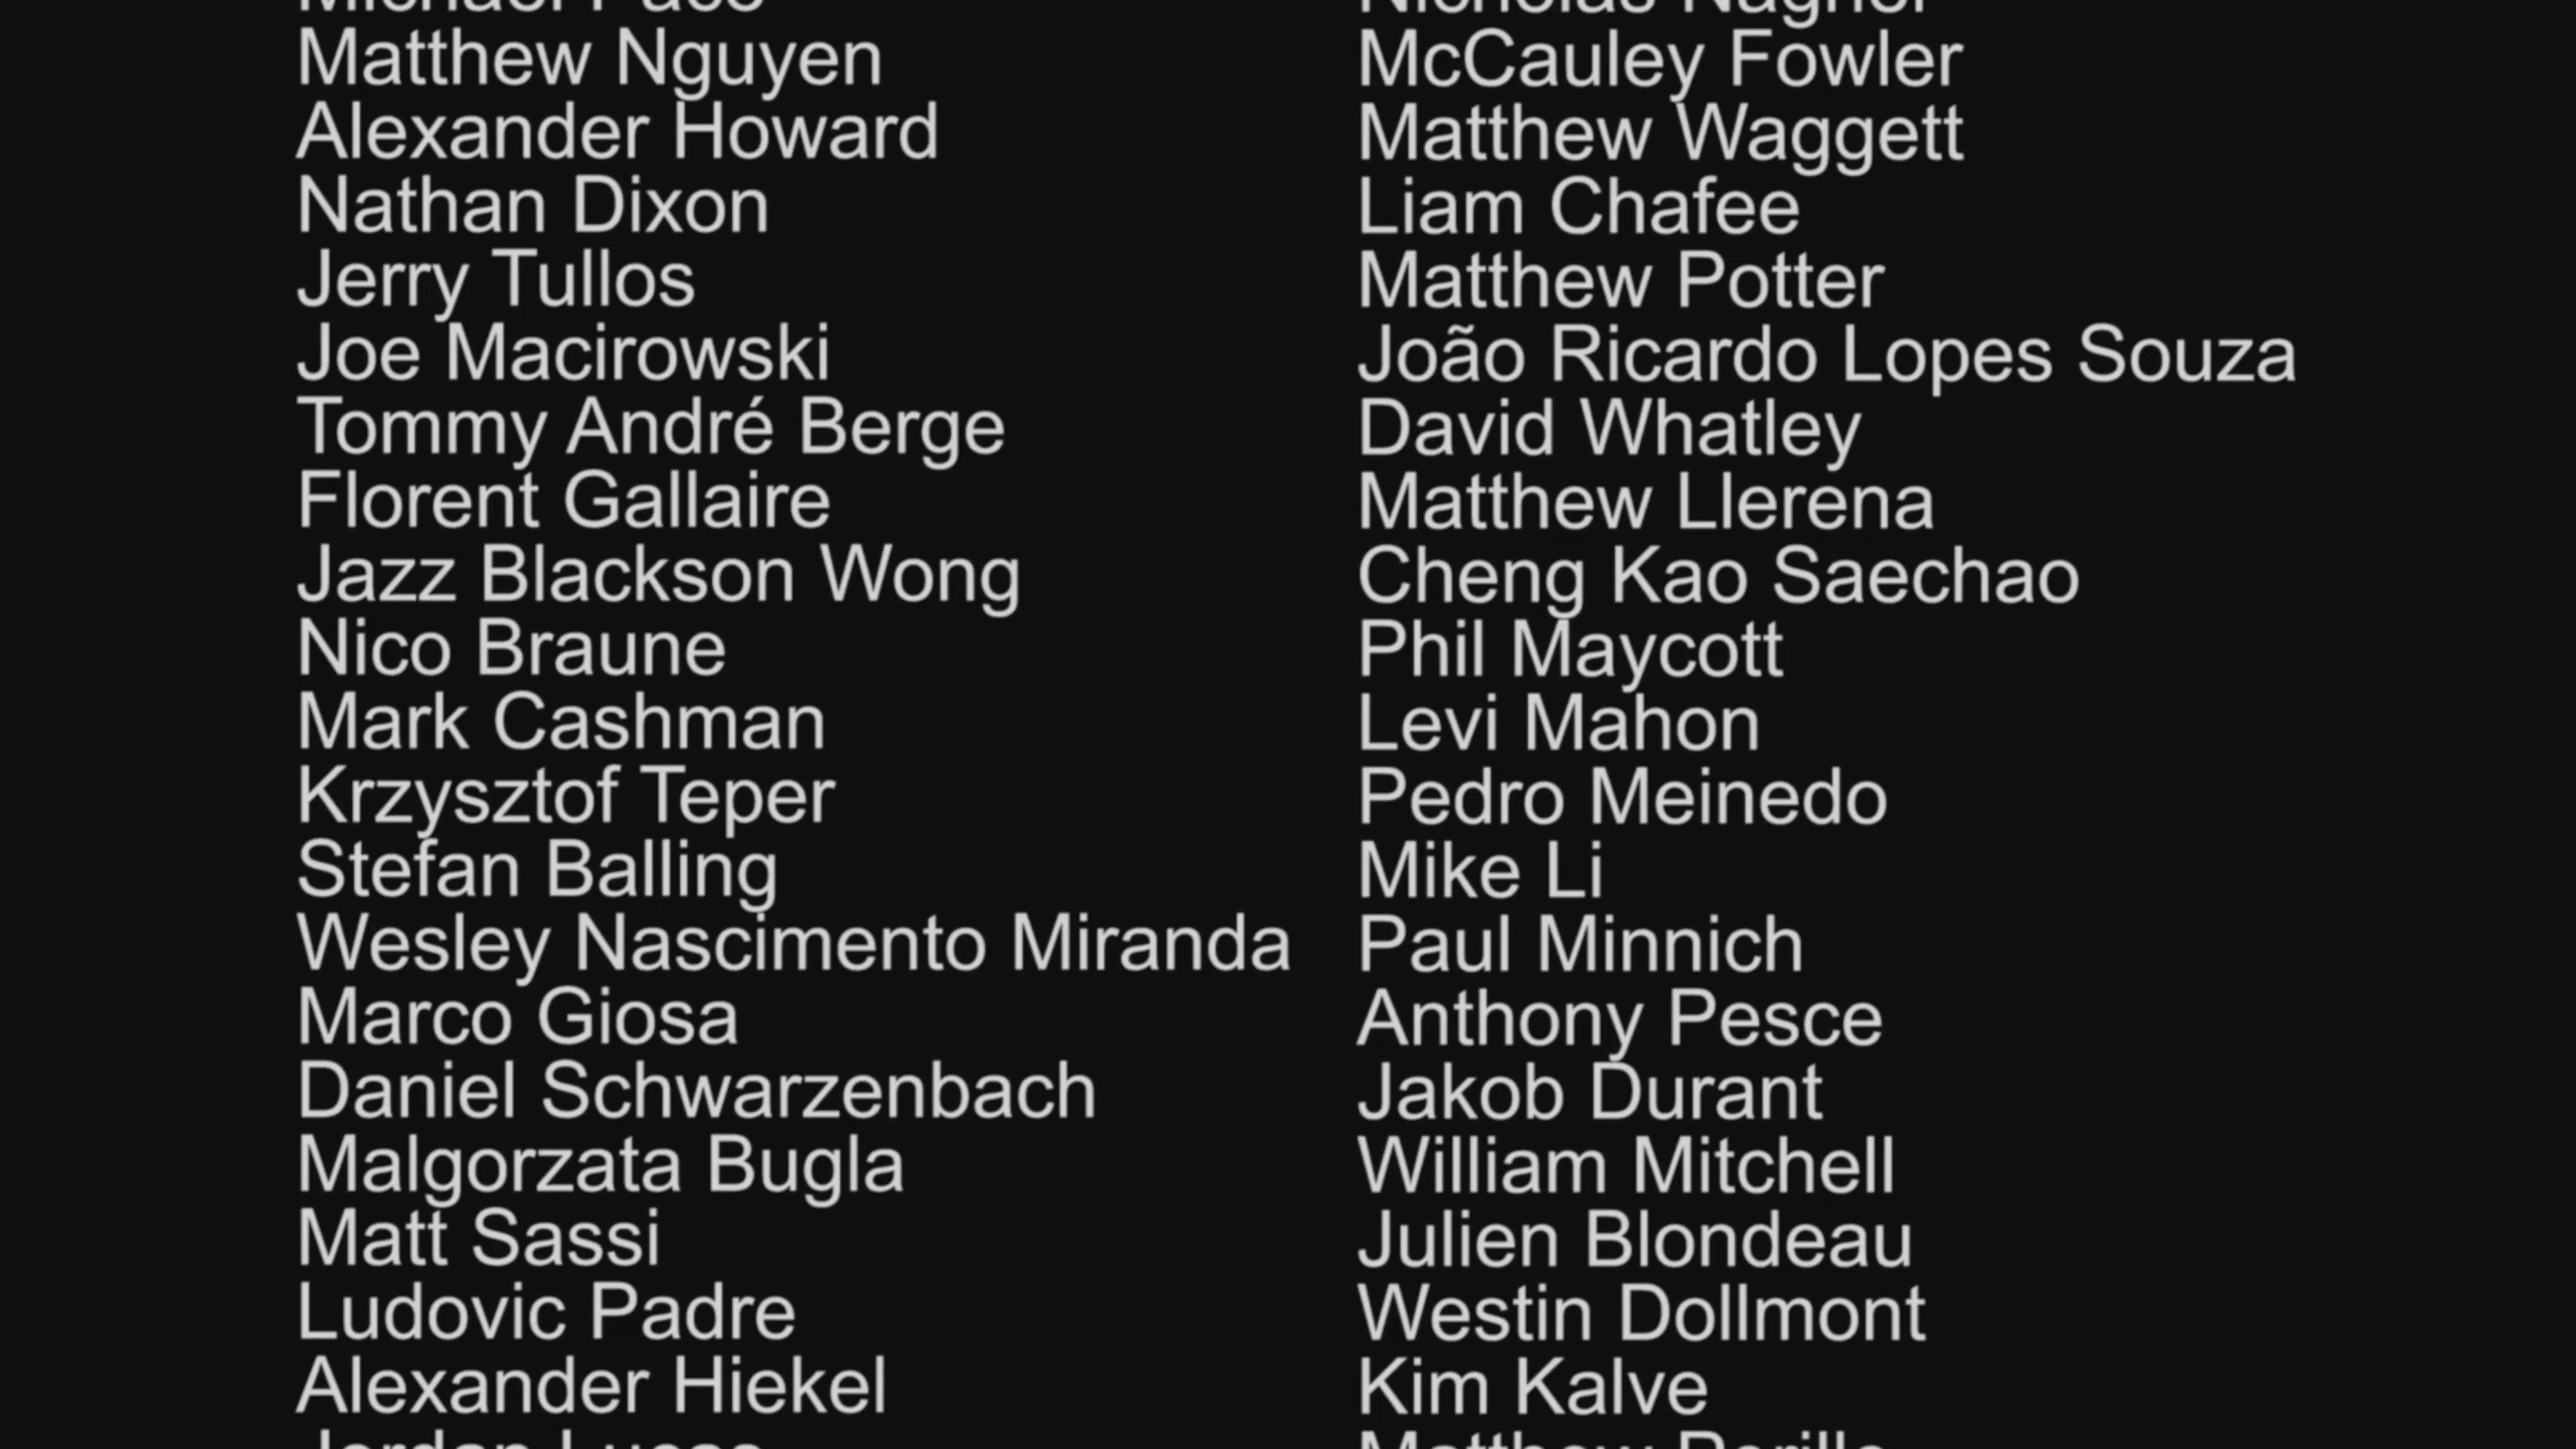 Matthew Nguyen
Alexander Howard
Nathan Dixon
Jerry Tullos
Joe Macirowski
Tommy André Berge
Florent Gallaire
Jazz Blackson Wong
Nico Braune
Mark Cashman
Krzysztof Teper
Stefan Balling
Wesley Nascimento Miranda
Marco Giosa
Daniel Schwarzenbach
Malgorzata Bugla
Matt Sassi
Ludovic Padre
Alexander Hiekel
Jordan Lucas
McCauley Fowler
Matthew Waggett
Liam Chafee
Matthew Potter
João Ricardo Lopes Souza
David Whatley
Matthew Llerena
Cheng Kao Saechao
Phil Maycott
Levi Mahon
Pedro Meinedo
Mike Li
Paul Minnich
Anthony Pesce
Jakob Durant
William Mitchell
Julien Blondeau
Westin Dollmont
Kim Kalve
Matthew